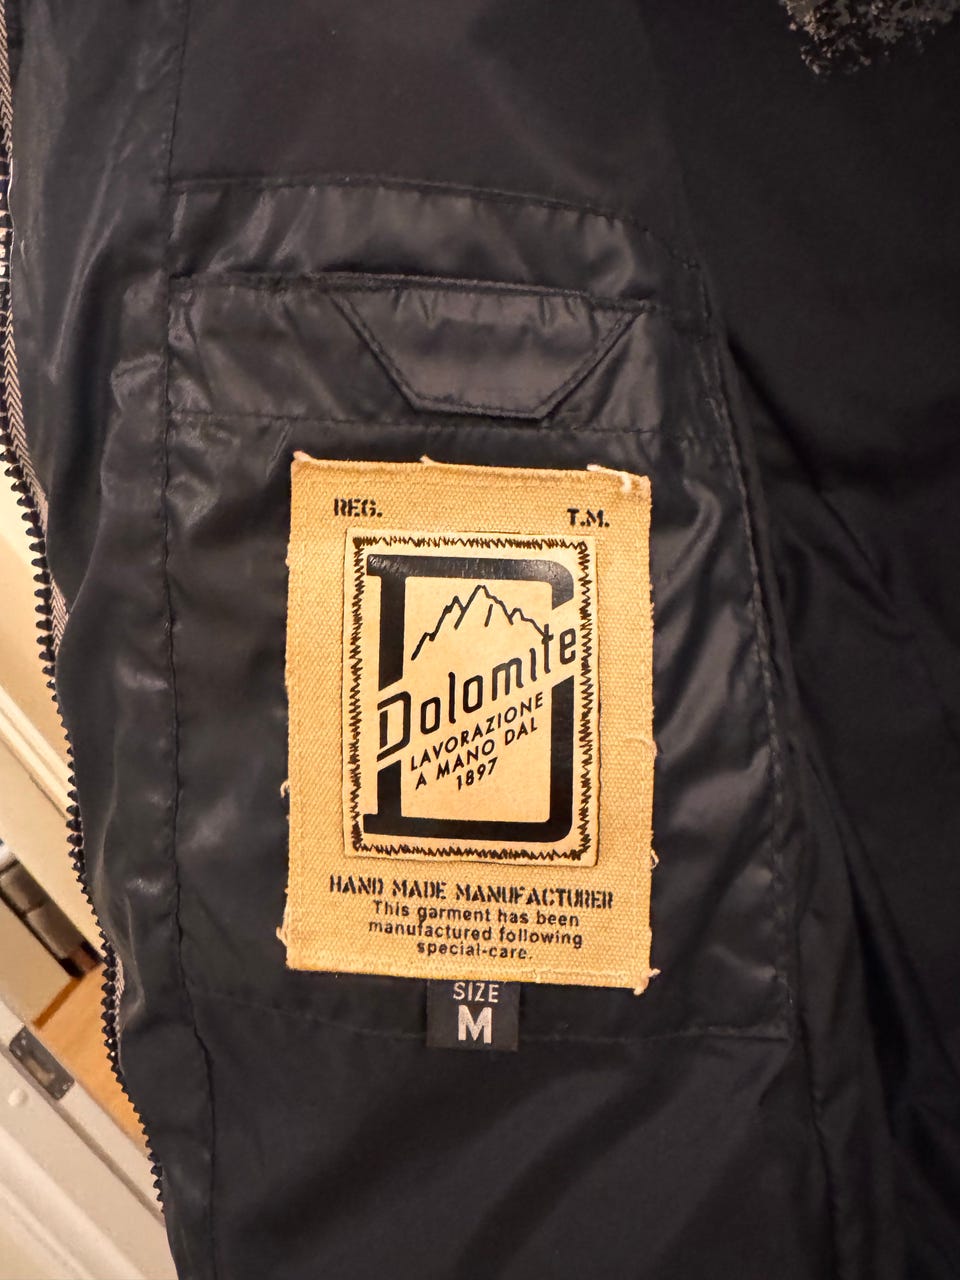 REG. T.M.
Dolomite
LAVORAZIONE
A MANO DAL
1897
HAND MADE MANUFACTURER
This garment has been
manufactured following
special-care.
SIZE
M